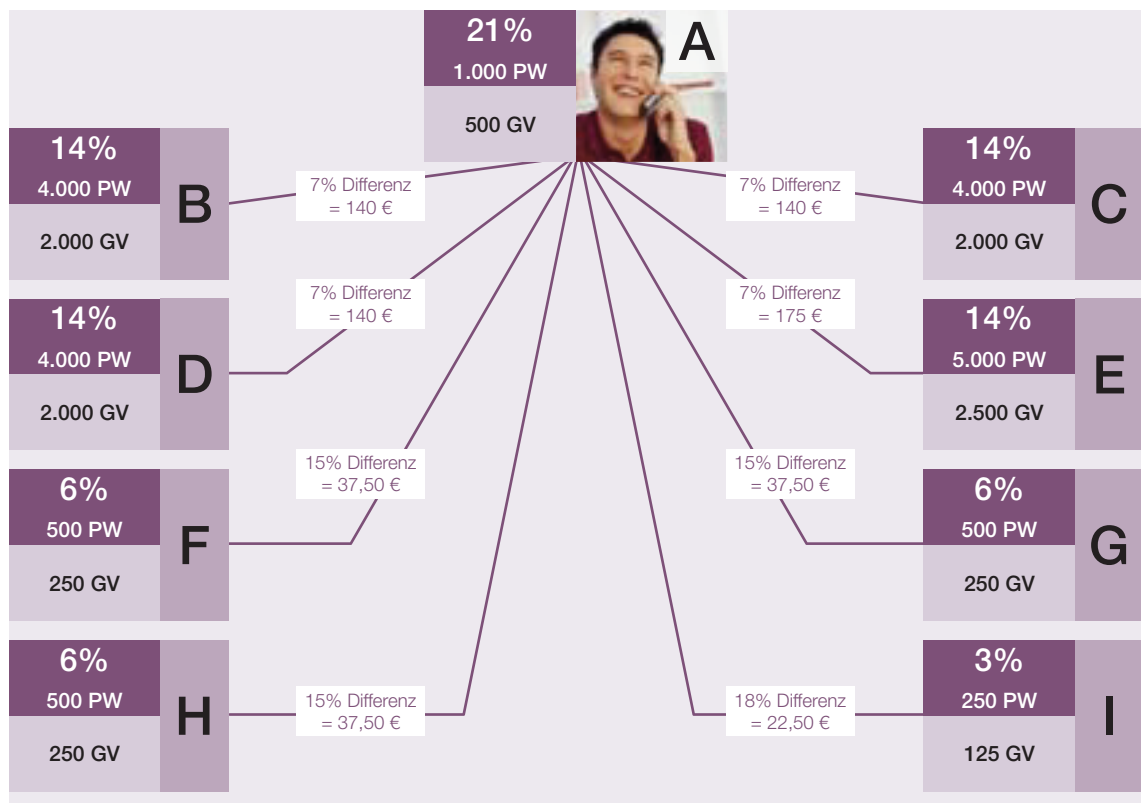 21%
1.000 PW
500 GV
A
14%
4.000 PW
2.000 GV
B
7% Differenz
= 140 €
7% Differenz
= 140 €
14%
4.000 PW
2.000 GV
C
14%
4.000 PW
2.000 GV
D
7% Differenz
= 140 €
7% Differenz
= 175 €
14%
5.000 PW
2.500 GV
E
6%
500 PW
250 GV
F
15% Differenz
= 37,50 €
15% Differenz
= 37,50 €
6%
500 PW
250 GV
G
6%
500 PW
250 GV
H
15% Differenz
= 37,50 €
18% Differenz
= 22,50 €
3%
250 PW
125 GV
I